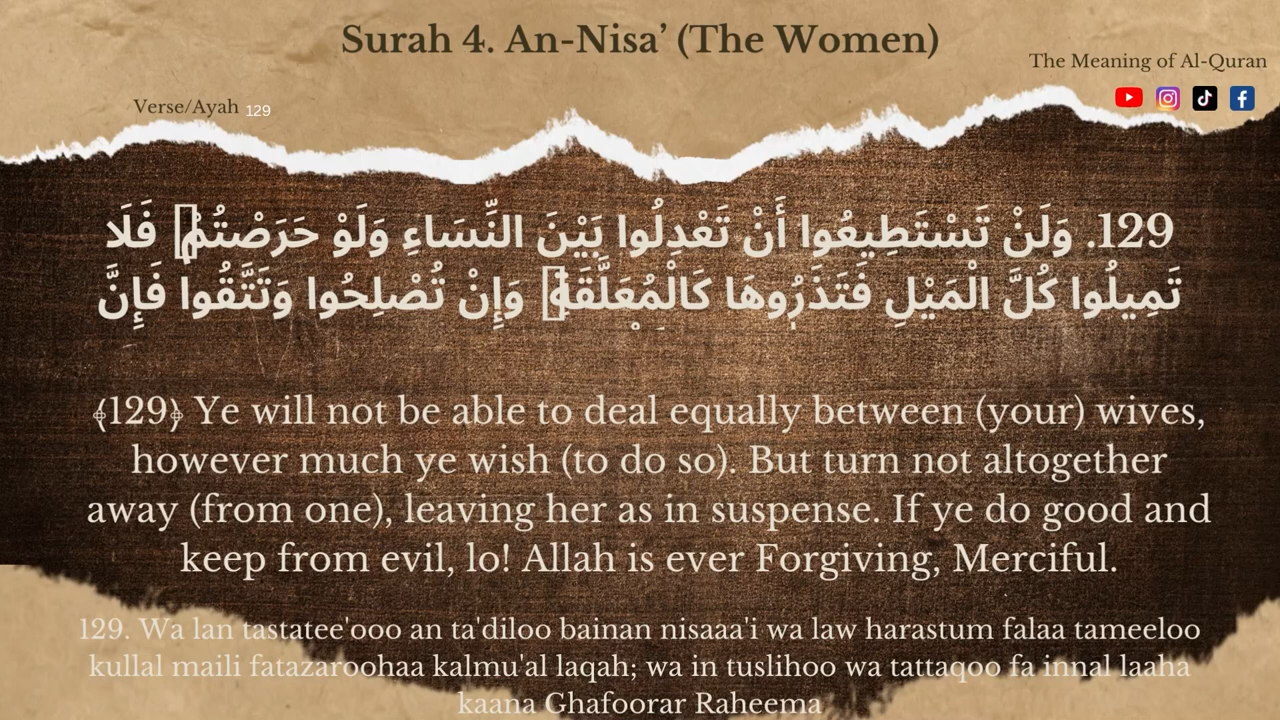 Surah 4. An-Nisa’ (The Women)
The Meaning of Al-Quran
Verse/Ayah 129
129. وَلَنْ تَسْتَطِيعُوا أَنْ تَعْدِلُوا بَيْنَ النِّسَاءِ وَلَوْ حَرَصْتُمْ فَلَا
تَمِيلُوا كُلَّ الْمَيْلِ فَتَذَرُوهَا كَالْمُعَلَّقَةِ وَإِنْ تُصْلِحُوا وَتَتَّقُوا فَإِنَّ
﴾129﴿ Ye will not be able to deal equally between (your) wives,
however much ye wish (to do so). But turn not altogether
away (from one), leaving her as in suspense. If ye do good and
keep from evil, lo! Allah is ever Forgiving, Merciful.
129. Wa lan tastatee'ooo an ta'diloo bainan nisaaa'i wa law harastum falaa tameeloo
kullal maili fatazaroohaa kalmu'al laqah; wa in tuslihoo wa tattaqoo fa innal laaha
kaana Ghafoorar Raheema